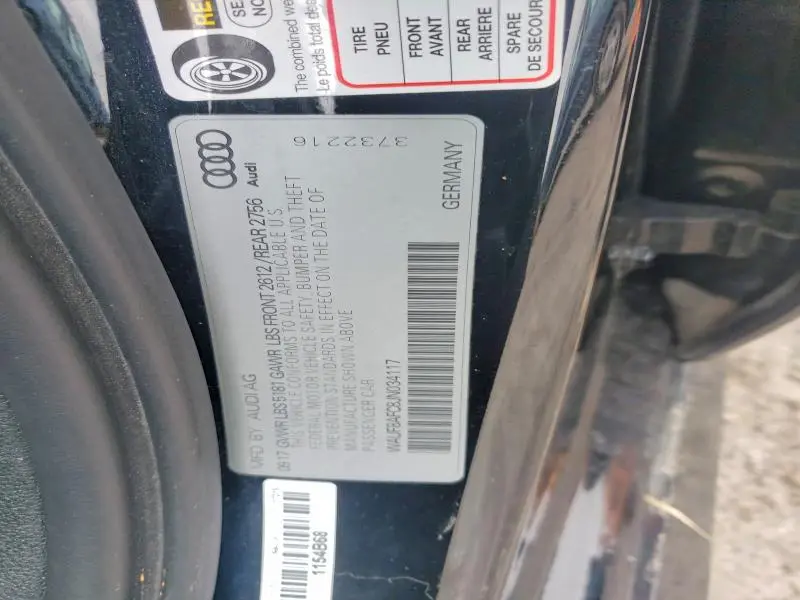 SE
NO
The combined we
-Le poids total des
TIRE
PNEU
FRONT
AVANT
REAR
ARRIERE
SPARE
DE SECOUR
MFD BY AUDI AG
09 17 GVWR LBS 5181 GAWR LBS FRONT 2612 / REAR 2756
THIS VEHICLE CONFORMS TO ALL APPLICABLE U.S.
FEDERAL MOTOR VEHICLE SAFETY, BUMPER AND THEFT
PREVENTION STANDARDS IN EFFECT ON THE DATE OF
MANUFACTURE SHOWN ABOVE
PASSENGER CAR
Audi
3732216
WAUF8AFC8JN034117
GERMANY
1154B68